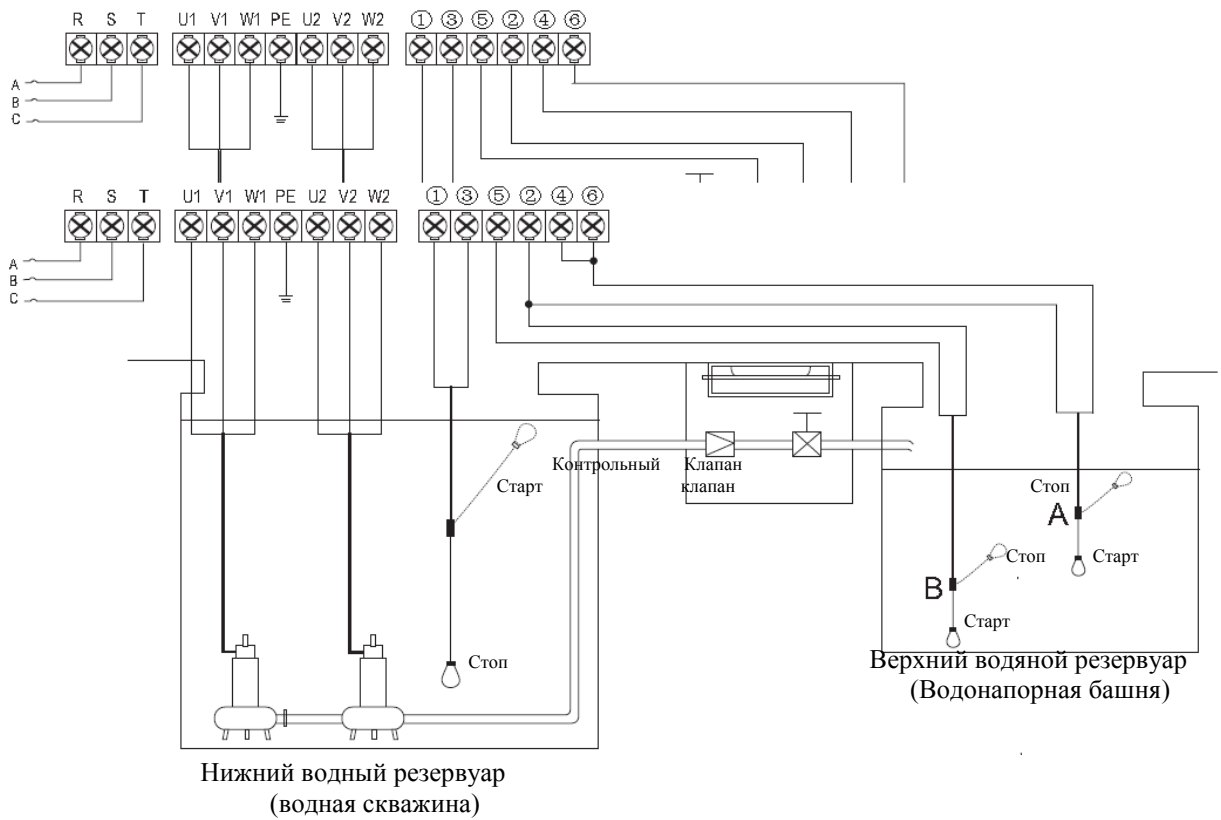 R S T U1 V1 W1 PE U2 V2 W2 ① ③ ⑤ ② ④ ⑥
A
B
C
R S T U1 V1 W1 PE U2 V2 W2 ① ③ ⑤ ② ④ ⑥
A
B
C
Контрольный клапан
Клапан
Старт
Стоп
Стоп
A
Старт
Стоп
B
Старт
Верхний водяной резервуар
(Водонапорная башня)
Нижний водный резервуар
(водная скважина)